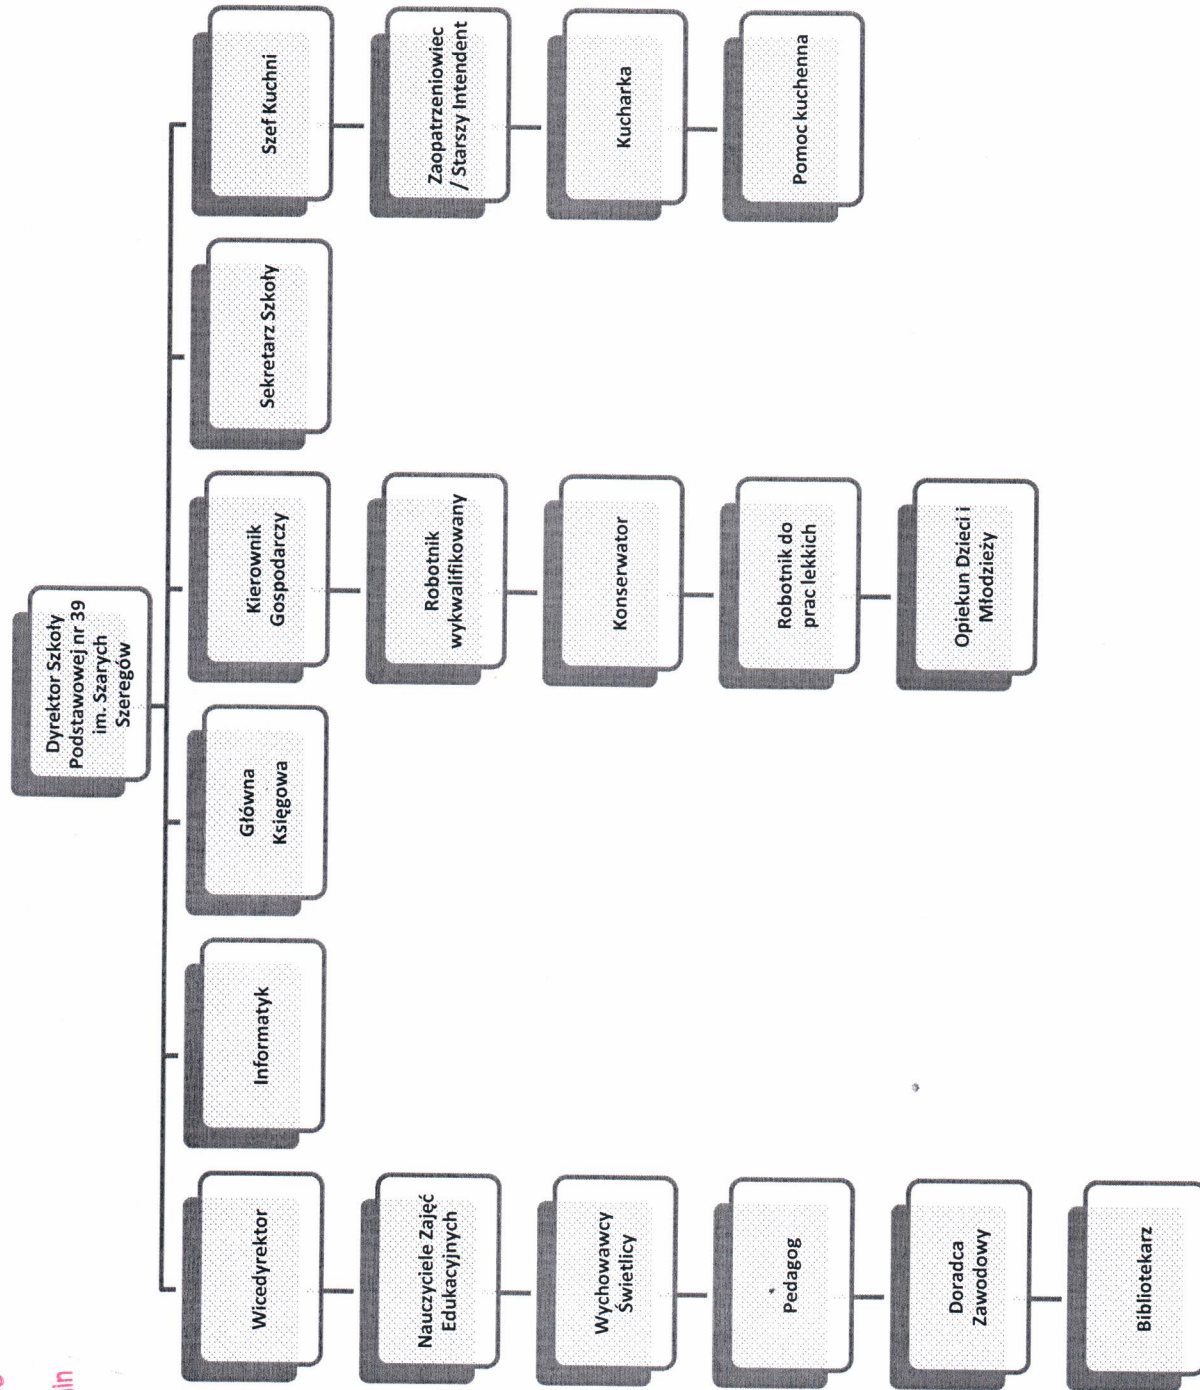 Dyrektor Szkoły
Podstawowej nr 39
im. Szarych
Szeregów
Wicedyrektor
Nauczyciele Zajęć
Edukacyjnych
Wychowawcy
Świetlicy
Pedagog
Doradca
Zawodowy
Bibliotekarz
Informatyk
Główna
Księgowa
Kierownik
Gospodarczy
Robotnik
wykwalifikowany
Konserwator
Robotnik do
prac lekkich
Opiekun Dzieci i
Młodzieży
Sekretarz Szkoły
Szef Kuchni
Zaopatrzeniowiec
/ Starszy Intendent
Kucharka
Pomoc kuchenna